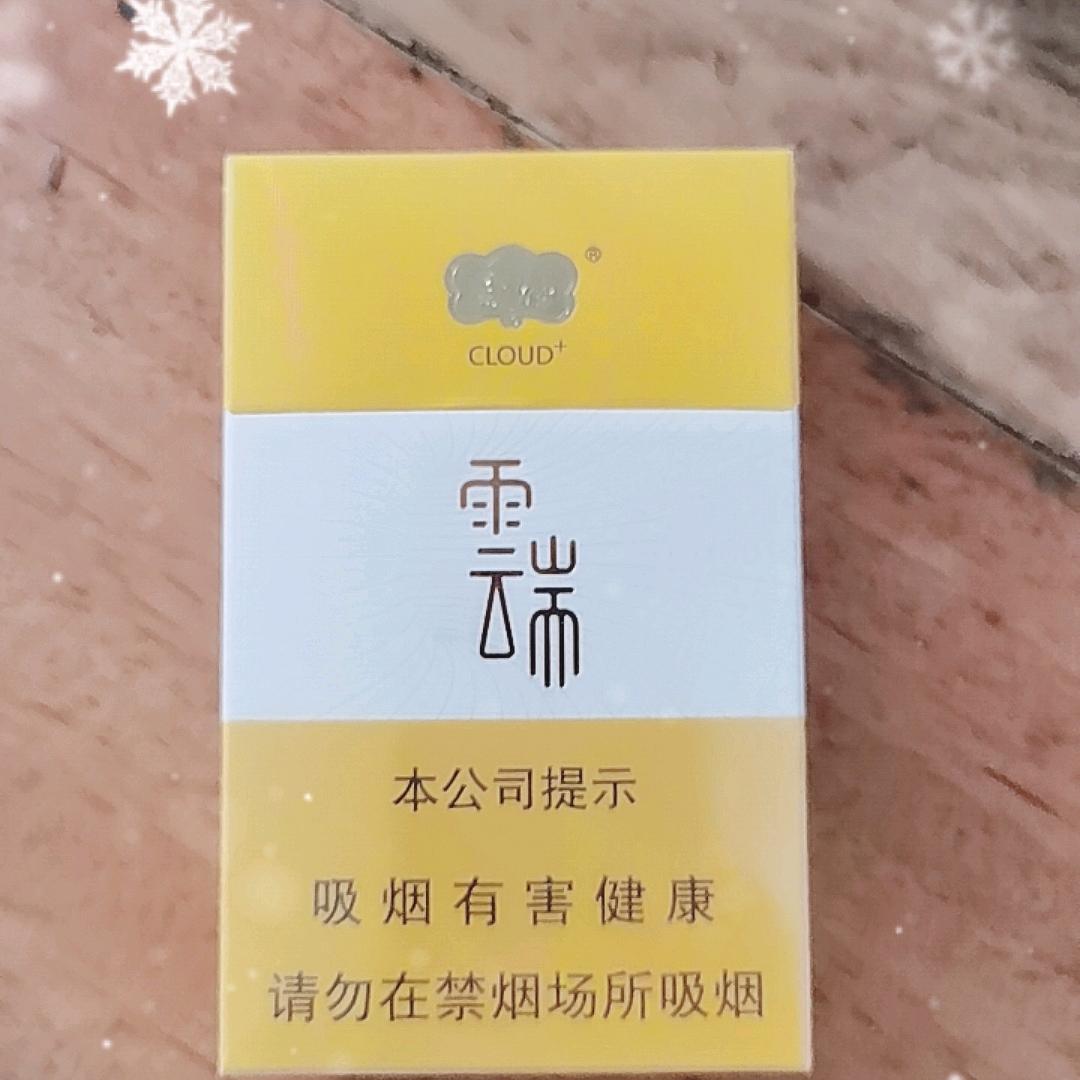 ®
CLOUD+
雲端
本公司提示
吸烟有害健康
请勿在禁烟场所吸烟